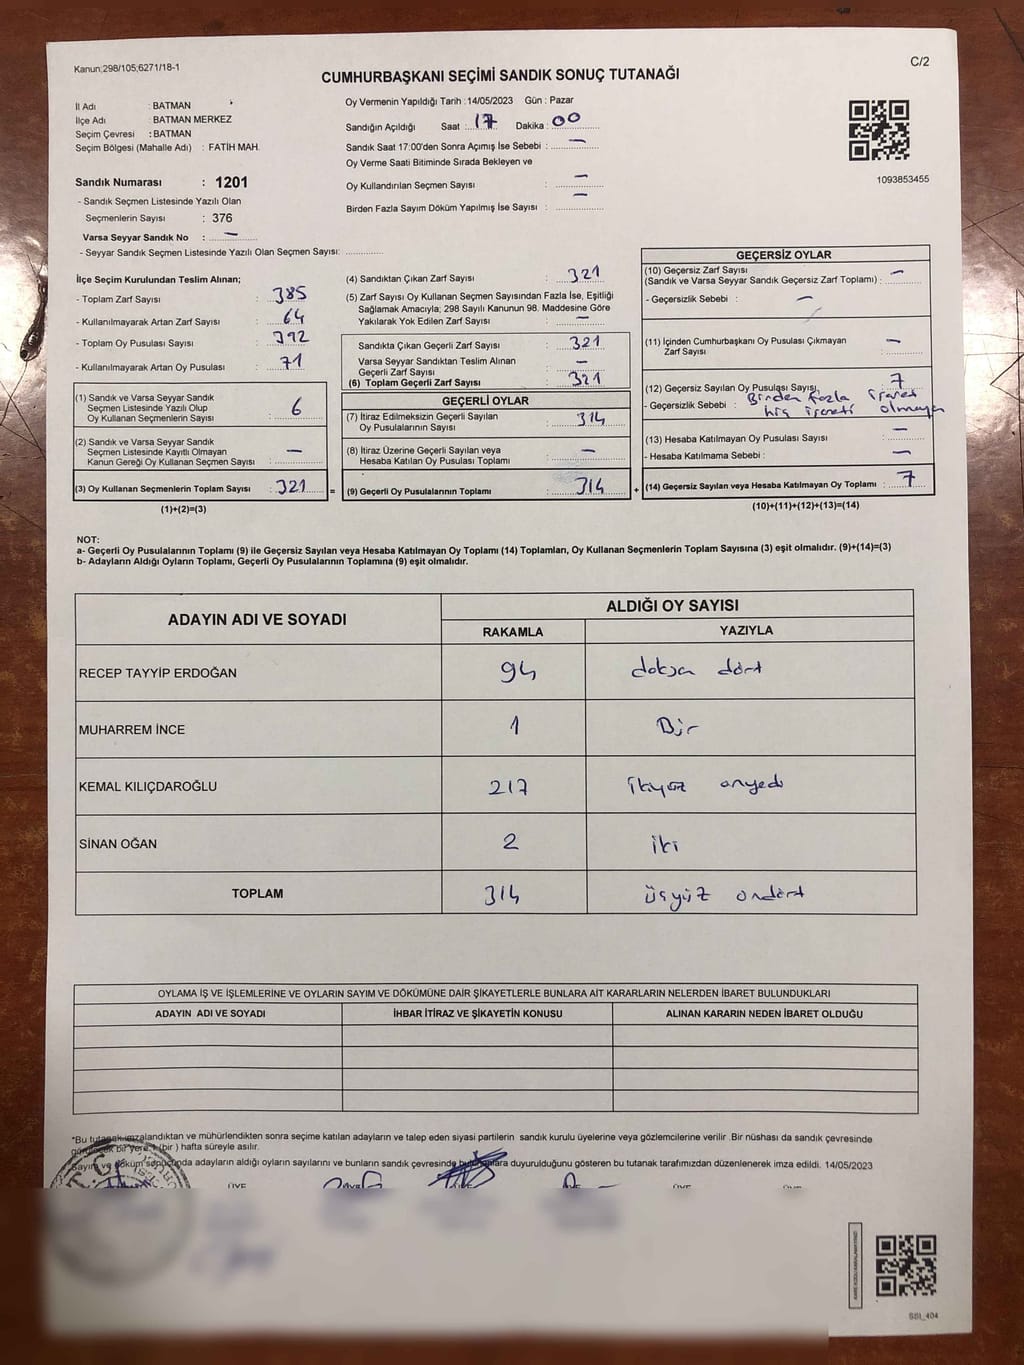 Kanun;298/105;6271/18-1
C/2
CUMHURBAŞKANI SEÇİMİ SANDIK SONUÇ TUTANAĞI
İl Adı : BATMAN
İlçe Adı : BATMAN MERKEZ
Seçim Çevresi : BATMAN
Seçim Bölgesi (Mahalle Adı) : FATİH MAH.
Sandık Numarası : 1201
- Sandık Seçmen Listesinde Yazılı Olan
Seçmenlerin Sayısı : 376
Varsa Seyyar Sandık No : —
- Seyyar Sandık Seçmen Listesinde Yazılı Olan Seçmen Sayısı: ..............
Oy Vermenin Yapıldığı Tarih :14/05/2023 Gün : Pazar
Sandığın Açıldığı Saat : 17 Dakika : 00
Sandık Saat 17:00'den Sonra Açımış İse Sebebi : —
Oy Verme Saati Bitiminde Sırada Bekleyen ve
Oy Kullandırılan Seçmen Sayısı : —
Birden Fazla Sayım Döküm Yapılmış İse Sayısı : —
1093853455
İlçe Seçim Kurulundan Teslim Alınan;
- Toplam Zarf Sayısı : 385
- Kullanılmayarak Artan Zarf Sayısı : 64
- Toplam Oy Pusulası Sayısı : 392
- Kullanılmayarak Artan Oy Pusulası : 71
(1) Sandık ve Varsa Seyyar Sandık
Seçmen Listesinde Yazılı Olup
Oy Kullanan Seçmenlerin Sayısı : 6
(2) Sandık ve Varsa Seyyar Sandık
Seçmen Listesinde Kayıtlı Olmayan
Kanun Gereği Oy Kullanan Seçmen Sayısı : —
(3) Oy Kullanan Seçmenlerin Toplam Sayısı : 321 =
(1)+(2)=(3)
(4) Sandıktan Çıkan Zarf Sayısı : 321
(5) Zarf Sayısı Oy Kullanan Seçmen Sayısından Fazla İse, Eşitliği
Sağlamak Amacıyla; 298 Sayılı Kanunun 98. Maddesine Göre
Yakılarak Yok Edilen Zarf Sayısı : —
Sandıkta Çıkan Geçerli Zarf Sayısı : 321
Varsa Seyyar Sandıktan Teslim Alınan
Geçerli Zarf Sayısı : —
(6) Toplam Geçerli Zarf Sayısı : 321
GEÇERLİ OYLAR
(7) İtiraz Edilmeksizin Geçerli Sayılan
Oy Pusulalarının Sayısı : 314
(8) İtiraz Üzerine Geçerli Sayılan veya
Hesaba Katılan Oy Pusulası Toplamı : —
(9) Geçerli Oy Pusulalarının Toplamı : 314 +
GEÇERSİZ OYLAR
(10) Geçersiz Zarf Sayısı
(Sandık ve Varsa Seyyar Sandık Geçersiz Zarf Toplamı) : —
- Geçersizlik Sebebi : —
(11) İçinden Cumhurbaşkanı Oy Pusulası Çıkmayan
Zarf Sayısı : —
(12) Geçersiz Sayılan Oy Pusulası Sayısı : 7
- Geçersizlik Sebebi : Birden fazla işaret
hiç işareti olmayan
(13) Hesaba Katılmayan Oy Pusulası Sayısı : —
- Hesaba Katılmama Sebebi : —
(14) Geçersiz Sayılan veya Hesaba Katılmayan Oy Toplamı : 7
(10)+(11)+(12)+(13)=(14)
NOT:
a- Geçerli Oy Pusulalarının Toplamı (9) ile Geçersiz Sayılan veya Hesaba Katılmayan Oy Toplamı (14) Toplamları, Oy Kullanan Seçmenlerin Toplam Sayısına (3) eşit olmalıdır. (9)+(14)=(3)
b- Adayların Aldığı Oyların Toplamı, Geçerli Oy Pusulalarının Toplamına (9) eşit olmalıdır.
ADAYIN ADI VE SOYADI
ALDIĞI OY SAYISI
RAKAMLA YAZIYLA
RECEP TAYYİP ERDOĞAN 94 doksan dört
MUHARREM İNCE 1 Bir
KEMAL KILIÇDAROĞLU 217 ikiyüz onyedi
SİNAN OĞAN 2 iki
TOPLAM 314 üçyüz ondört
OYLAMA İŞ VE İŞLEMLERİNE VE OYLARIN SAYIM VE DÖKÜMÜNE DAİR ŞİKAYETLERLE BUNLARA AİT KARARLARIN NELERDEN İBARET BULUNDUKLARI
ADAYIN ADI VE SOYADI İHBAR İTİRAZ VE ŞİKAYETİN KONUSU ALINAN KARARIN NEDEN İBARET OLDUĞU
*Bu tutanak imzalandıktan ve mühürlendikten sonra seçime katılan adayların ve talep eden siyasi partilerin sandık kurulu üyelerine veya gözlemcilerine verilir .Bir nüshası da sandık çevresinde
görülecek bir yere 1 (bir ) hafta süreyle asılır.
Sayım ve döküm sonucunda adayların aldığı oyların sayılarını ve bunların sandık çevresinde bulunanlara duyurulduğunu gösteren bu tutanak tarafımızdan düzenlenerek imza edildi. 14/05/2023
ÜYE ÜYE ÜYE ÜYE
SSI_404